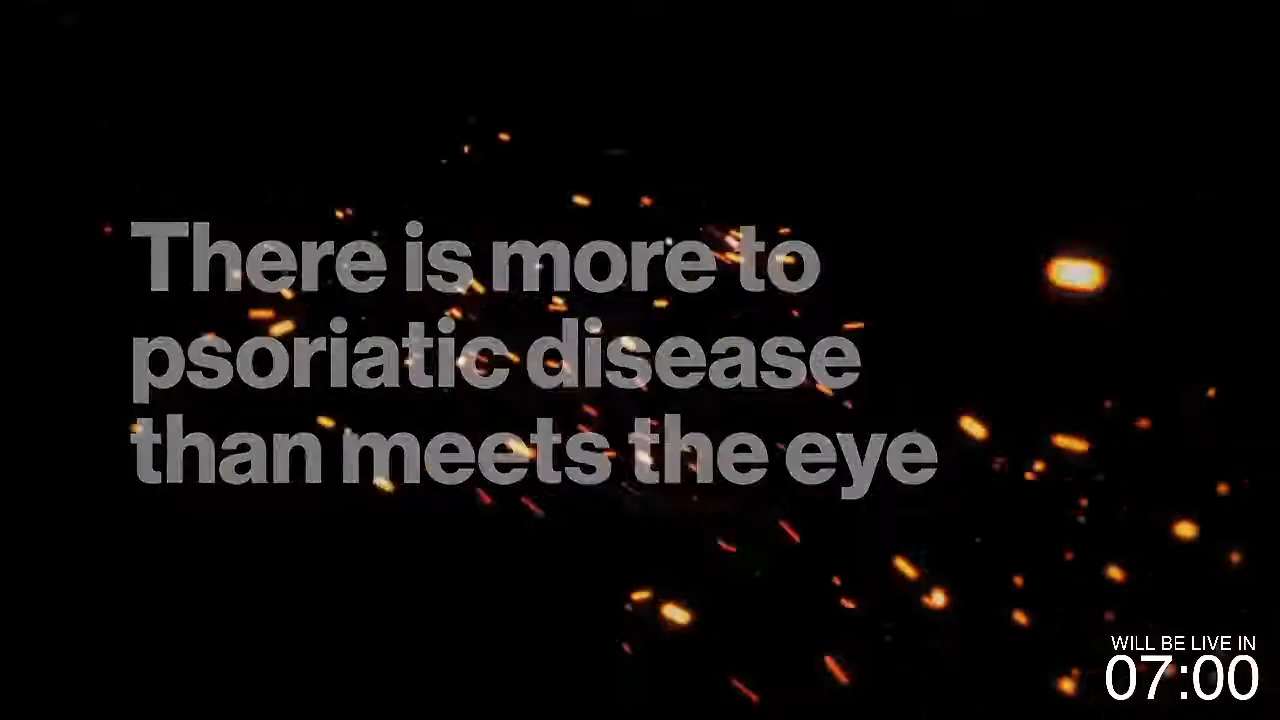 There is more to
psoriatic disease
than meets the eye
WILL BE LIVE IN
07:00